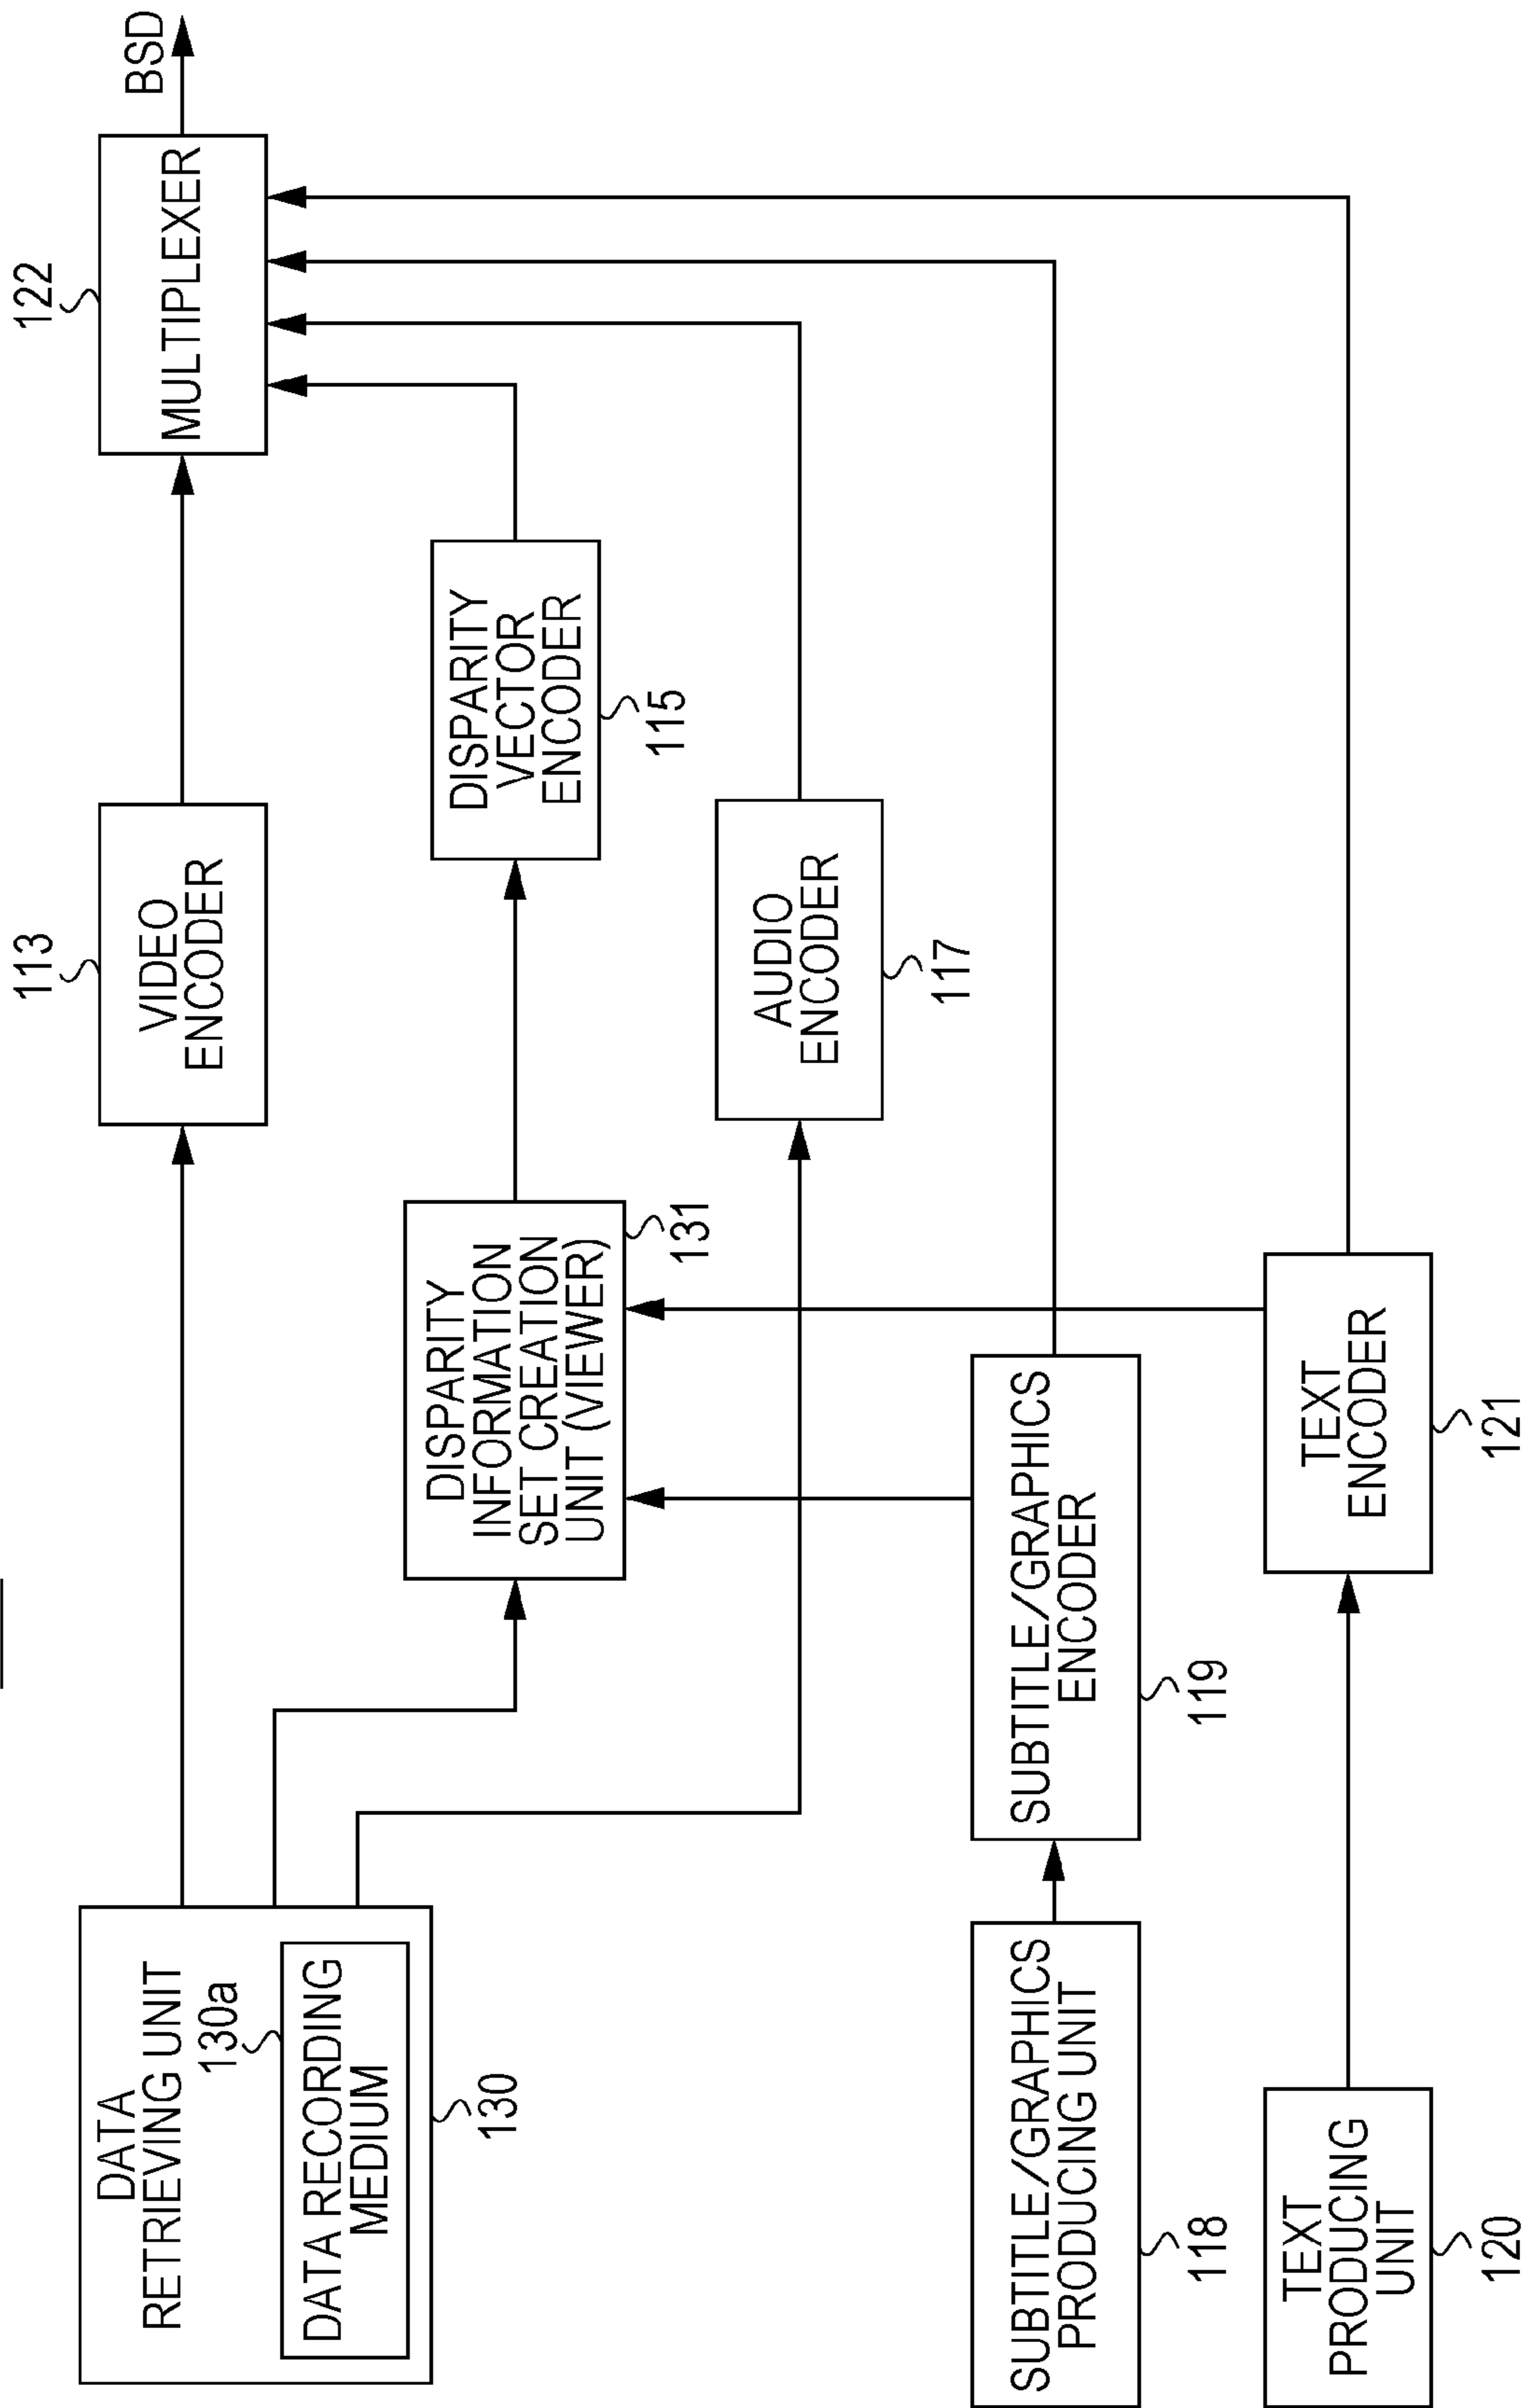 DATA
RETRIEVING UNIT
130a
DATA RECORDING
MEDIUM
130
113
VIDEO
ENCODER
122
MULTIPLEXER
BSD
DISPARITY
INFORMATION
SET CREATION
UNIT (VIEWER)
131
DISPARITY
VECTOR
ENCODER
115
AUDIO
ENCODER
117
SUBTITLE/GRAPHICS
PRODUCING UNIT
118
SUBTITLE/GRAPHICS
ENCODER
119
TEXT
PRODUCING
UNIT
120
TEXT
ENCODER
121